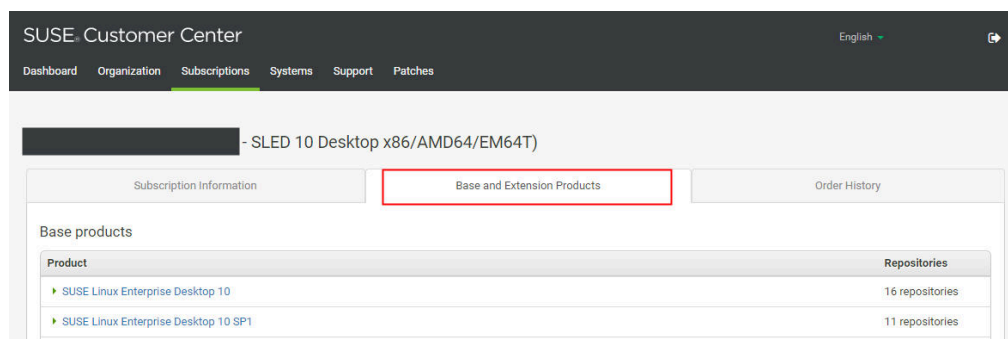 SUSE. Customer Center
English
Dashboard Organization Subscriptions Systems Support Patches
- SLED 10 Desktop x86/AMD64/EM64T)
Subscription Information Base and Extension Products Order History
Base products
Product Repositories
SUSE Linux Enterprise Desktop 10 16 repositories
SUSE Linux Enterprise Desktop 10 SP1 11 repositories